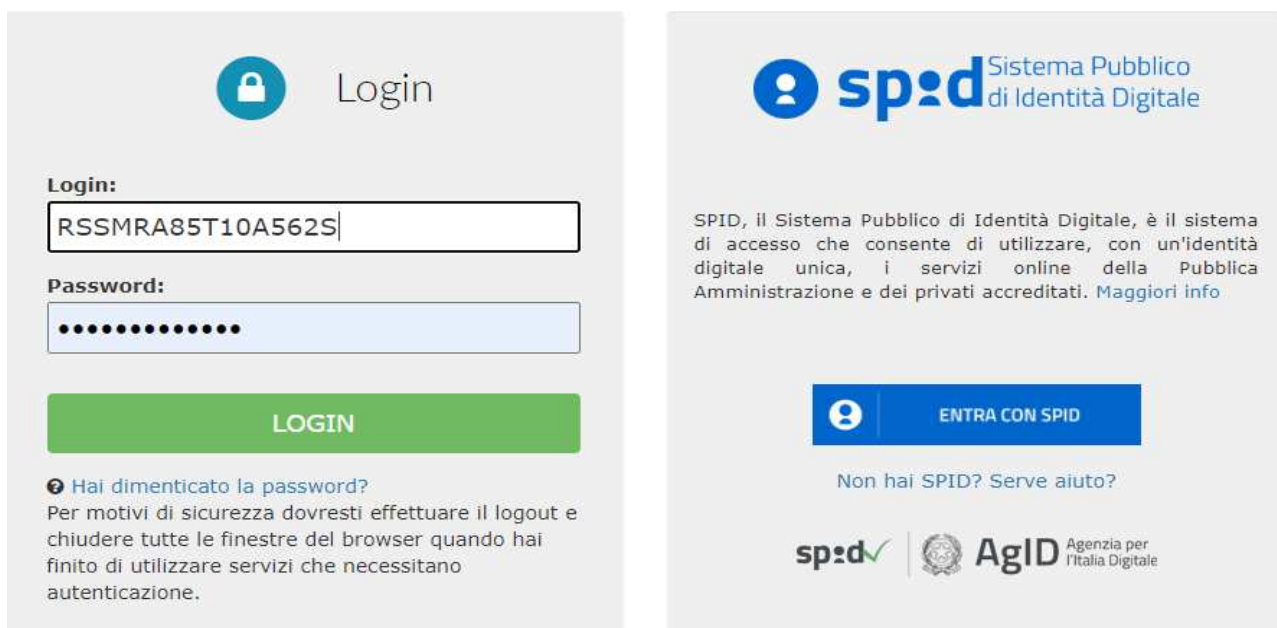 Login
Login:
RSSMRA85T10A562S
Password:
•••••••••••••
LOGIN
Hai dimenticato la password?
Per motivi di sicurezza dovresti effettuare il logout e
chiudere tutte le finestre del browser quando hai
finito di utilizzare servizi che necessitano
autenticazione.
spid Sistema Pubblico
di Identità Digitale
SPID, il Sistema Pubblico di Identità Digitale, è il sistema
di accesso che consente di utilizzare, con un'identità
digitale unica, i servizi online della Pubblica
Amministrazione e dei privati accreditati. Maggiori info
ENTRA CON SPID
Non hai SPID? Serve aiuto?
spid AgID Agenzia per
l'Italia Digitale